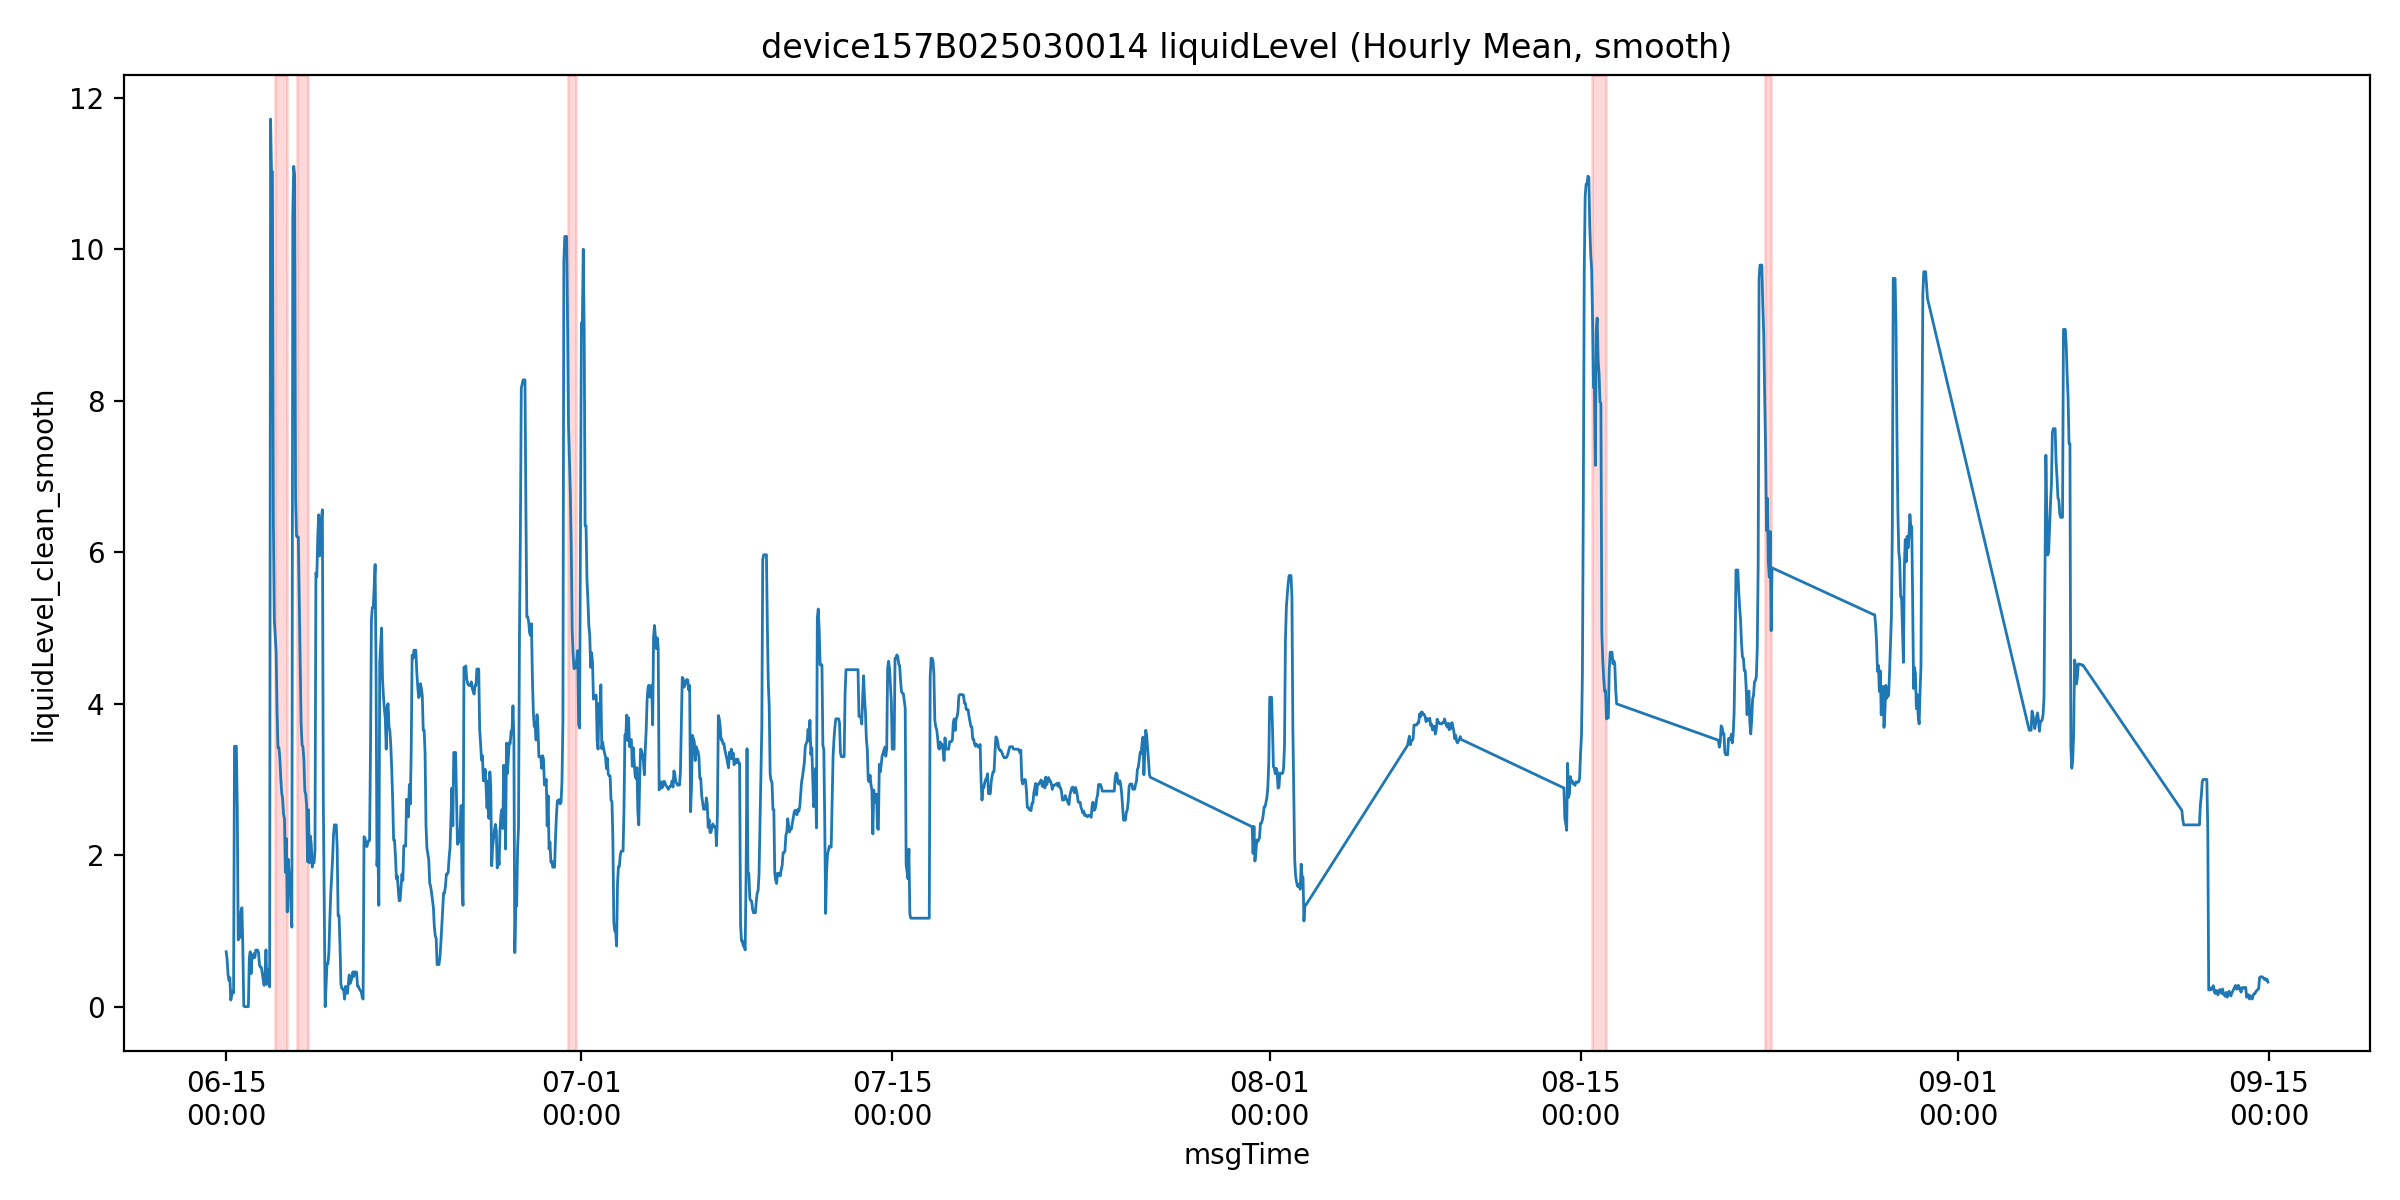 device157B025030014 liquidLevel (Hourly Mean, smooth)
liquidLevel_clean_smooth
12
10
8
6
4
2
0
06-15 07-01 07-15 08-01 08-15 09-01 09-15
00:00 00:00 00:00 00:00 00:00 00:00 00:00
msgTime